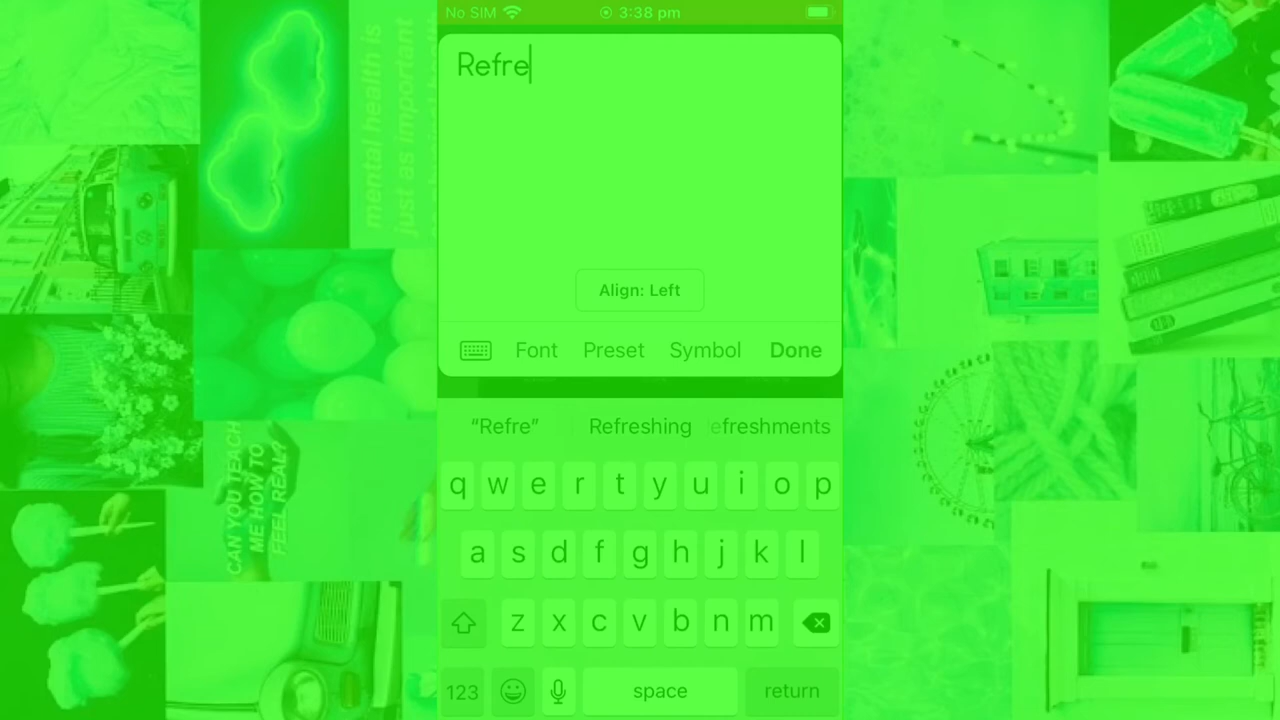 No SIM 3:38 pm
Refre
Align: Left
Font Preset Symbol Done
“Refre” Refreshing efreshments
q w e r t y u i o p
a s d f g h j k l
z x c v b n m
123 space return
mental health is
just as important
CAN YOU TEACH
ME HOW TO
FEEL REAL?